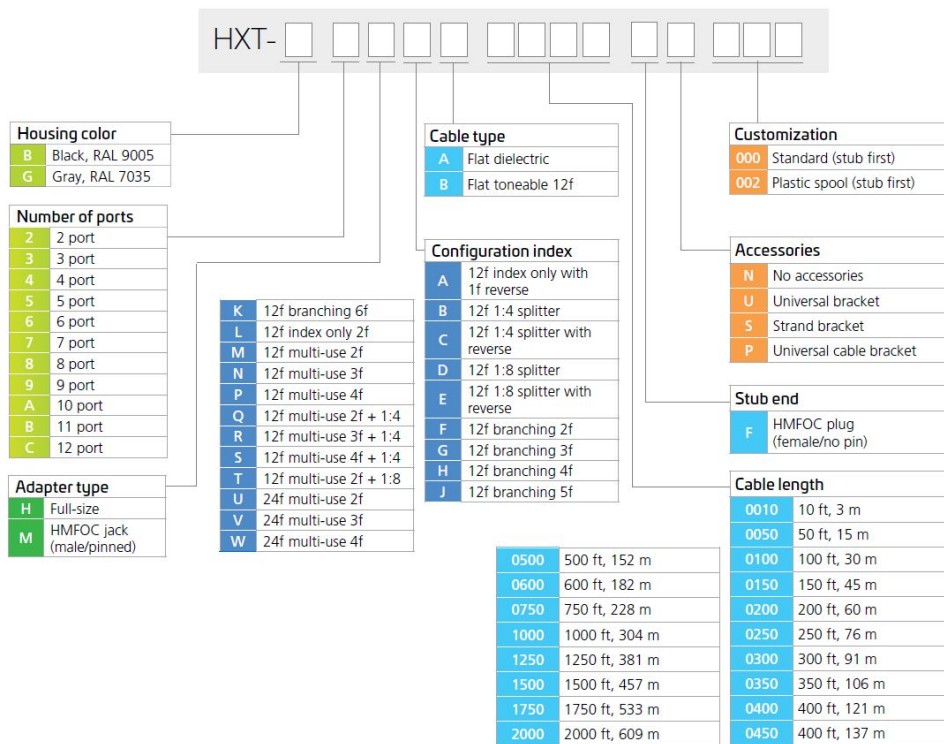 HXT-
Housing color
B Black, RAL 9005
G Gray, RAL 7035
Number of ports
2 2 port
3 3 port
4 4 port
5 5 port
6 6 port
7 7 port
8 8 port
9 9 port
A 10 port
B 11 port
C 12 port
Adapter type
H Full-size
M HMFOC jack
(male/pinned)
K 12f branching 6f
L 12f index only 2f
M 12f multi-use 2f
N 12f multi-use 3f
P 12f multi-use 4f
Q 12f multi-use 2f + 1:4
R 12f multi-use 3f + 1:4
S 12f multi-use 4f + 1:4
T 12f multi-use 2f + 1:8
U 24f multi-use 2f
V 24f multi-use 3f
W 24f multi-use 4f
Cable type
A Flat dielectric
B Flat toneable 12f
Configuration index
A 12f index only with
1f reverse
B 12f 1:4 splitter
C 12f 1:4 splitter with
reverse
D 12f 1:8 splitter
E 12f 1:8 splitter with
reverse
F 12f branching 2f
G 12f branching 3f
H 12f branching 4f
J 12f branching 5f
Customization
000 Standard (stub first)
002 Plastic spool (stub first)
Accessories
N No accessories
U Universal bracket
S Strand bracket
P Universal cable bracket
Stub end
F HMFOC plug
(female/no pin)
Cable length
0010 10 ft, 3 m
0050 50 ft, 15 m
0100 100 ft, 30 m
0150 150 ft, 45 m
0200 200 ft, 60 m
0250 250 ft, 76 m
0300 300 ft, 91 m
0350 350 ft, 106 m
0400 400 ft, 121 m
0450 400 ft, 137 m
0500 500 ft, 152 m
0600 600 ft, 182 m
0750 750 ft, 228 m
1000 1000 ft, 304 m
1250 1250 ft, 381 m
1500 1500 ft, 457 m
1750 1750 ft, 533 m
2000 2000 ft, 609 m